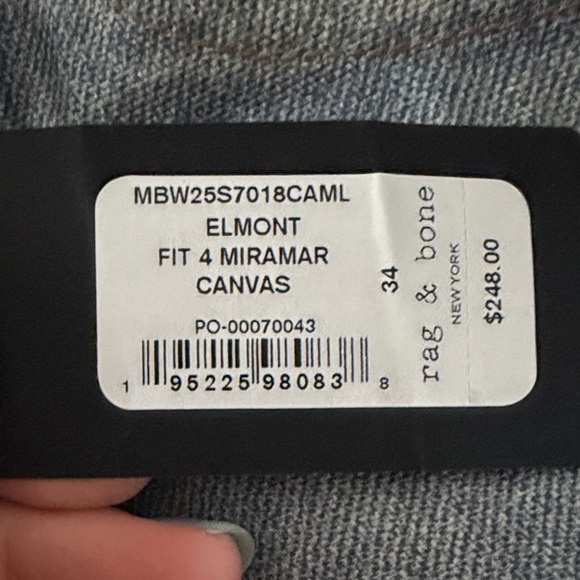 MBW25S7018CAML
ELMONT
FIT 4 MIRAMAR
CANVAS
PO-00070043
1 95225 98083 8
34
rag & bone
NEW YORK
$248.00